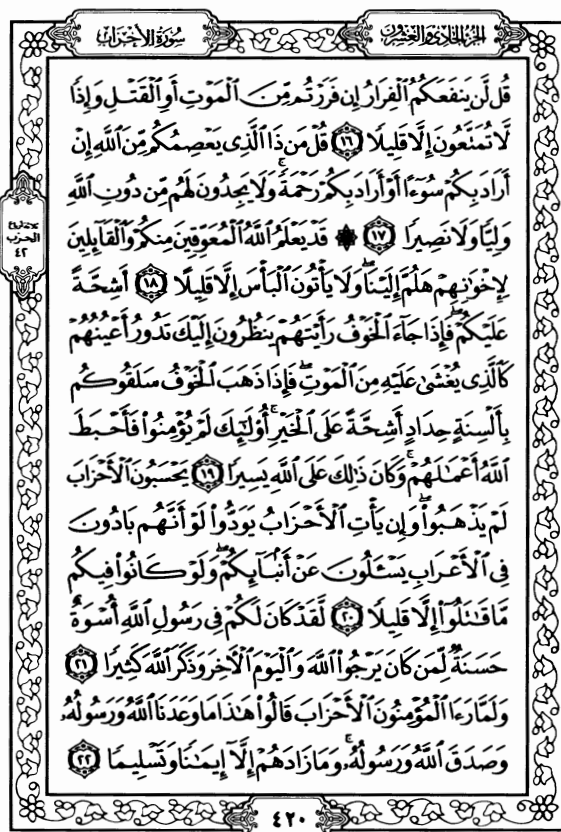 الجزء الحادي والعشرون
سورة الأحزاب
قُل لَّن يَنفَعَكُمُ ٱلْفِرَارُ إِن فَرَرْتُم مِّنَ ٱلْمَوْتِ أَوِ ٱلْقَتْلِ وَإِذًا
لَّا تُمَتَّعُونَ إِلَّا قَلِيلًا ١٦ قُلْ مَن ذَا ٱلَّذِى يَعْصِمُكُم مِّنَ ٱللَّهِ إِنْ
أَرَادَ بِكُمْ سُوٓءًا أَوْ أَرَادَ بِكُمْ رَحْمَةً ۚ وَلَا يَجِدُونَ لَهُم مِّن دُونِ ٱللَّهِ
وَلِيًّا وَلَا نَصِيرًا ١٧ ۞ قَدْ يَعْلَمُ ٱللَّهُ ٱلْمُعَوِّقِينَ مِنكُمْ وَٱلْقَآئِلِينَ
لِإِخْوَٰنِهِمْ هَلُمَّ إِلَيْنَا ۖ وَلَا يَأْتُونَ ٱلْبَأْسَ إِلَّا قَلِيلًا ١٨ أَشِحَّةً
عَلَيْكُمْ ۖ فَإِذَا جَآءَ ٱلْخَوْفُ رَأَيْتَهُمْ يَنظُرُونَ إِلَيْكَ تَدُورُ أَعْيُنُهُمْ
كَٱلَّذِى يُغْشَىٰ عَلَيْهِ مِنَ ٱلْمَوْتِ ۖ فَإِذَا ذَهَبَ ٱلْخَوْفُ سَلَقُوكُم
بِأَلْسِنَةٍ حِدَادٍ أَشِحَّةً عَلَى ٱلْخَيْرِ ۚ أُو۟لَٰٓئِكَ لَمْ يُؤْمِنُوا۟ فَأَحْبَطَ
ٱللَّهُ أَعْمَٰلَهُمْ ۚ وَكَانَ ذَٰلِكَ عَلَى ٱللَّهِ يَسِيرًا ١٩ يَحْسَبُونَ ٱلْأَحْزَابَ
لَمْ يَذْهَبُوا۟ ۖ وَإِن يَأْتِ ٱلْأَحْزَابُ يَوَدُّوا۟ لَوْ أَنَّهُم بَادُونَ
فِى ٱلْأَعْرَابِ يَسْـَٔلُونَ عَنْ أَنۢبَآئِكُمْ ۖ وَلَوْ كَانُوا۟ فِيكُم
مَّا قَٰتَلُوٓا۟ إِلَّا قَلِيلًا ٢٠ لَّقَدْ كَانَ لَكُمْ فِى رَسُولِ ٱللَّهِ أُسْوَةٌ
حَسَنَةٌ لِّمَن كَانَ يَرْجُوا۟ ٱللَّهَ وَٱلْيَوْمَ ٱلْءَاخِرَ وَذَكَرَ ٱللَّهَ كَثِيرًا ٢١
وَلَمَّا رَءَا ٱلْمُؤْمِنُونَ ٱلْأَحْزَابَ قَالُوا۟ هَٰذَا مَا وَعَدَنَا ٱللَّهُ وَرَسُولُهُۥ
وَصَدَقَ ٱللَّهُ وَرَسُولُهُۥ ۚ وَمَا زَادَهُمْ إِلَّآ إِيمَٰنًا وَتَسْلِيمًا ٢٢
الحزب
٤٢
٤٢٠